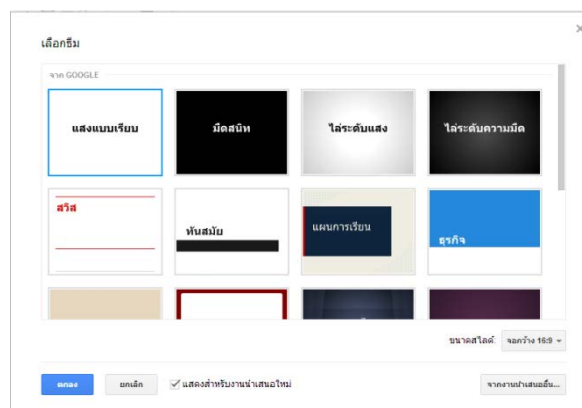 เลือกธีม
จาก GOOGLE
แสงแบบเรียบ
มืดสนิท
ไล่ระดับแสง
ไล่ระดับความมืด
สวิส
ทันสมัย
แผนการเรียน
ธุรกิจ
ขนาดสไลด์: จอกว้าง 16:9
ตกลง
ยกเลิก
แสดงสำหรับงานนำเสนอใหม่
จากงานนำเสนออื่น...